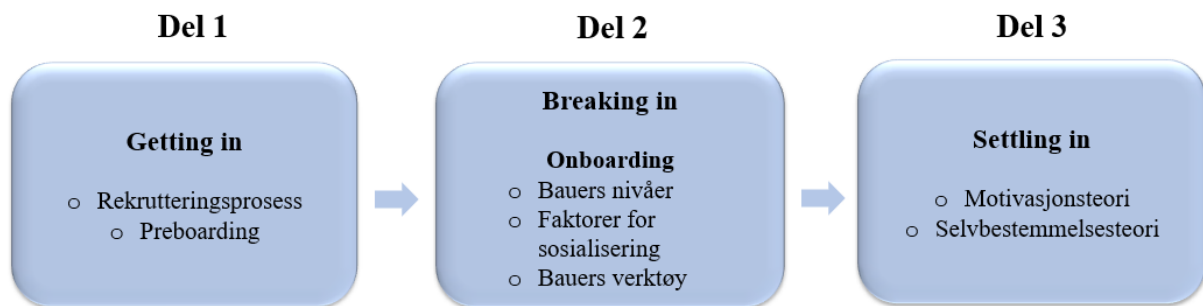 Del 1
Getting in
o Rekrutteringsprosess
o Preboarding
Del 2
Breaking in
Onboarding
o Bauers nivåer
o Faktorer for
sosialisering
o Bauers verktøy
Del 3
Settling in
o Motivasjonsteori
o Selvbestemmelsesteori